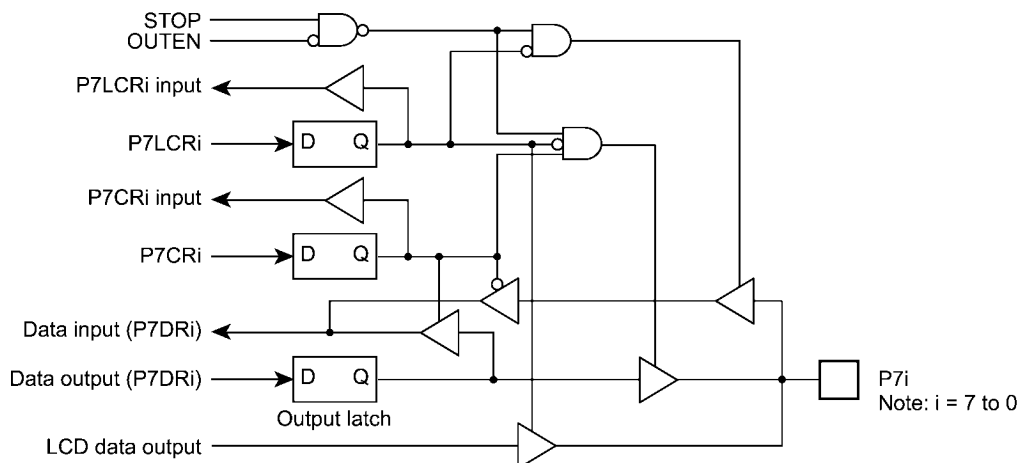 STOP
OUTEN
P7LCRi input
P7LCRi
D Q
P7CRi input
P7CRi
D Q
Data input (P7DRi)
Data output (P7DRi)
D Q
Output latch
P7i
Note: i = 7 to 0
LCD data output